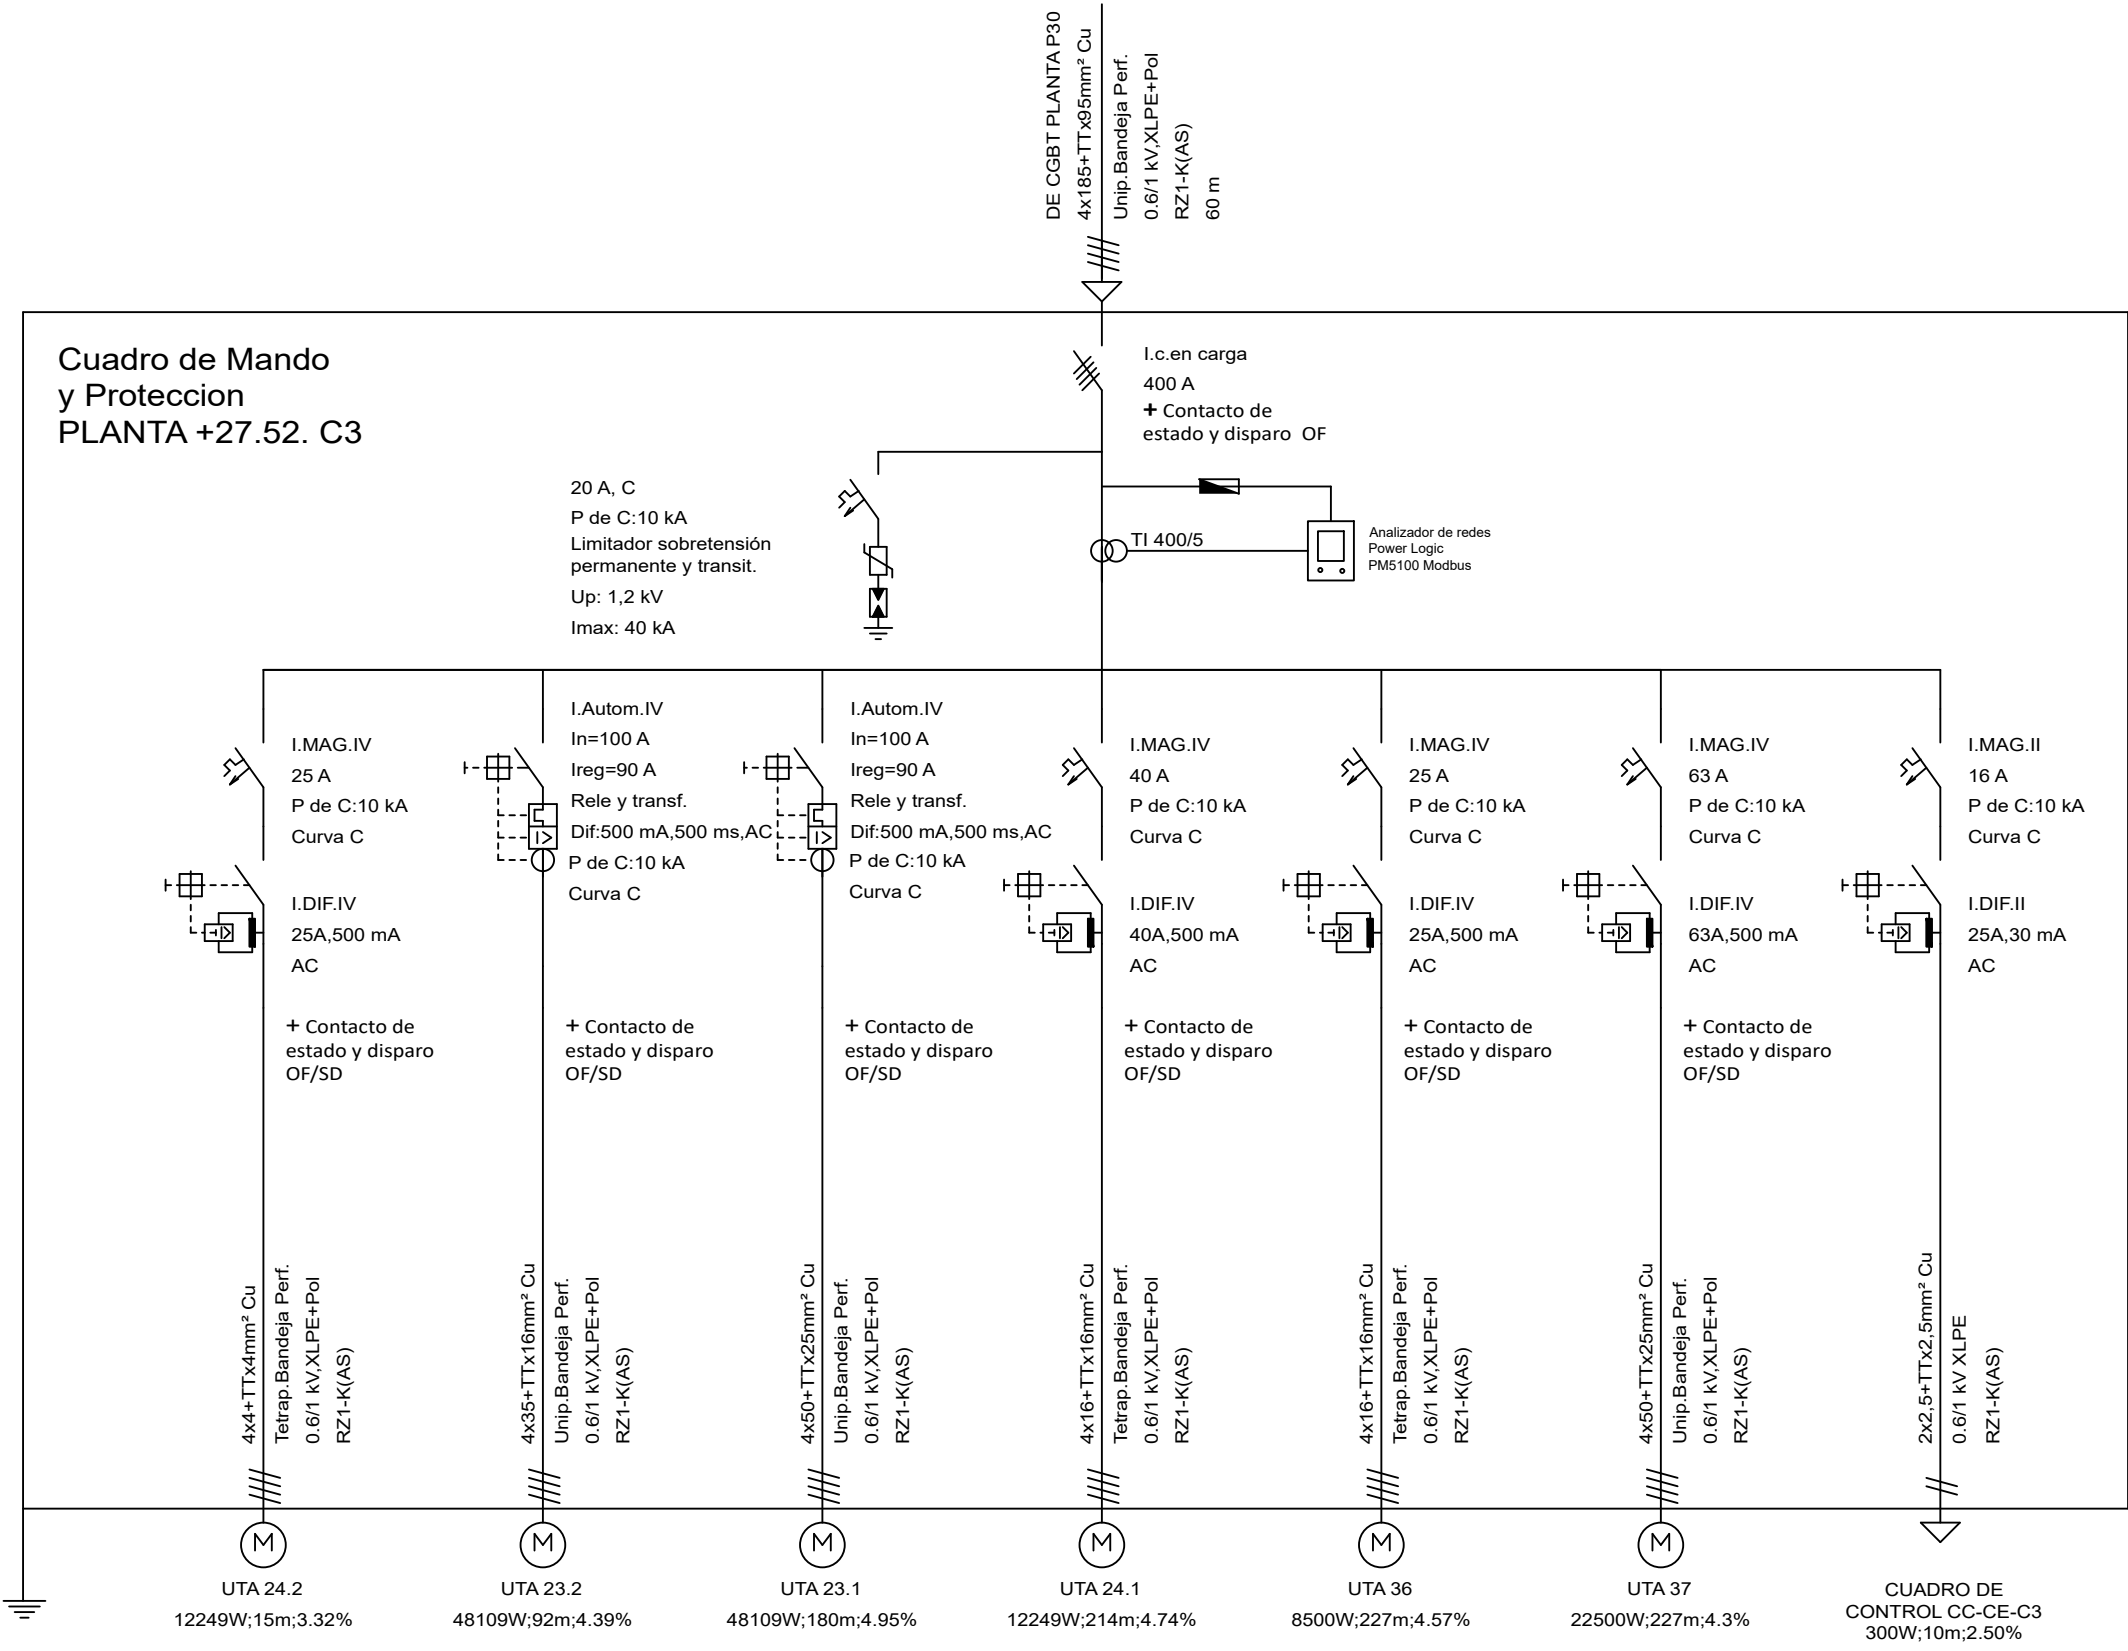 DE CGBT PLANTA P30
4x185+TTx95mm² Cu
Unip.Bandeja Perf.
0.6/1 kV,XLPE+Pol
RZ1-K(AS)
60 m
Cuadro de Mando
y Proteccion
PLANTA +27.52. C3
I.c.en carga
400 A
+ Contacto de
estado y disparo OF
20 A, C
P de C:10 kA
Limitador sobretensión
permanente y transit.
Up: 1,2 kV
Imax: 40 kA
TI 400/5
Analizador de redes
Power Logic
PM5100 Modbus
I.MAG.IV
25 A
P de C:10 kA
Curva C
I.DIF.IV
25A,500 mA
AC
+ Contacto de
estado y disparo
OF/SD
4x4+TTx4mm² Cu
Tetrap.Bandeja Perf.
0.6/1 kV,XLPE+Pol
RZ1-K(AS)
M
UTA 24.2
12249W;15m;3.32%
I.Autom.IV
In=100 A
Ireg=90 A
Rele y transf.
Dif:500 mA,500 ms,AC
P de C:10 kA
Curva C
+ Contacto de
estado y disparo
OF/SD
4x35+TTx16mm² Cu
Unip.Bandeja Perf.
0.6/1 kV,XLPE+Pol
RZ1-K(AS)
M
UTA 23.2
48109W;92m;4.39%
I.Autom.IV
In=100 A
Ireg=90 A
Rele y transf.
Dif:500 mA,500 ms,AC
P de C:10 kA
Curva C
+ Contacto de
estado y disparo
OF/SD
4x50+TTx25mm² Cu
Unip.Bandeja Perf.
0.6/1 kV,XLPE+Pol
RZ1-K(AS)
M
UTA 23.1
48109W;180m;4.95%
I.MAG.IV
40 A
P de C:10 kA
Curva C
I.DIF.IV
40A,500 mA
AC
+ Contacto de
estado y disparo
OF/SD
4x16+TTx16mm² Cu
Tetrap.Bandeja Perf.
0.6/1 kV,XLPE+Pol
RZ1-K(AS)
M
UTA 24.1
12249W;214m;4.74%
I.MAG.IV
25 A
P de C:10 kA
Curva C
I.DIF.IV
25A,500 mA
AC
+ Contacto de
estado y disparo
OF/SD
4x16+TTx16mm² Cu
Tetrap.Bandeja Perf.
0.6/1 kV,XLPE+Pol
RZ1-K(AS)
M
UTA 36
8500W;227m;4.57%
I.MAG.IV
63 A
P de C:10 kA
Curva C
I.DIF.IV
63A,500 mA
AC
+ Contacto de
estado y disparo
OF/SD
4x50+TTx25mm² Cu
Unip.Bandeja Perf.
0.6/1 kV,XLPE+Pol
RZ1-K(AS)
M
UTA 37
22500W;227m;4.3%
I.MAG.II
16 A
P de C:10 kA
Curva C
I.DIF.II
25A,30 mA
AC
2x2,5+TTx2,5mm² Cu
0.6/1 kV XLPE
RZ1-K(AS)
CUADRO DE
CONTROL CC-CE-C3
300W;10m;2.50%